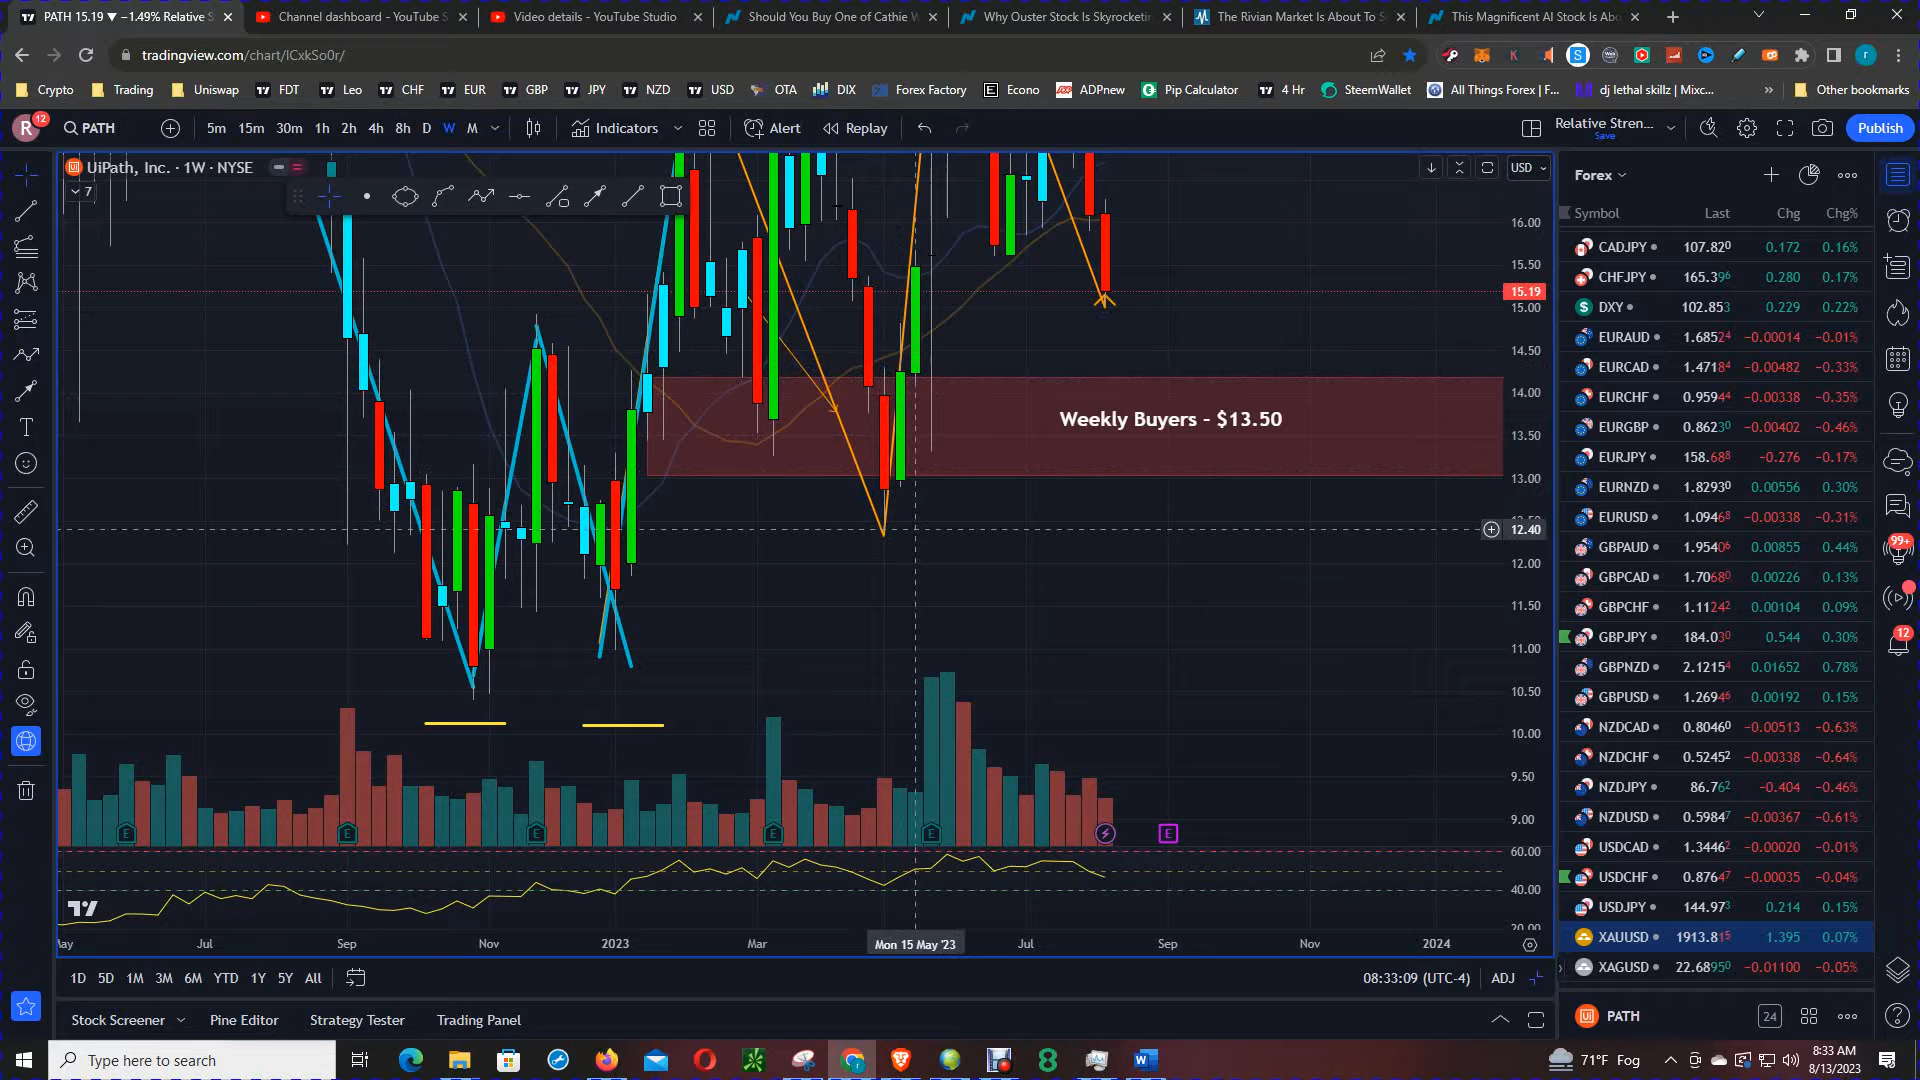 PATH 15.19 ▼ −1.49% Relative S
Channel dashboard - YouTube S
Video details - YouTube Studio
Should You Buy One of Cathie W
Why Ouster Stock Is Skyrocketin
The Rivian Market Is About To S
This Magnificent AI Stock Is Abo
tradingview.com/chart/lCxkSo0r/
Crypto
Trading
Uniswap
FDT
Leo
CHF
EUR
GBP
JPY
NZD
USD
OTA
DIX
Forex Factory
Econo
ADPnew
Pip Calculator
4 Hr
SteemWallet
All Things Forex | F...
dj lethal skillz | Mixc...
Other bookmarks
R 12
PATH
5m 15m 30m 1h 2h 4h 8h D W M
Indicators
Alert
Replay
Relative Stren...
Save
Publish
UiPath, Inc. · 1W · NYSE
7
USD
16.00
15.50
15.19
15.00
14.50
14.00
13.50
13.00
12.40
12.00
11.50
11.00
10.50
10.00
9.50
9.00
60.00
40.00
20.00
Weekly Buyers - $13.50
E E E E E E
Jul Sep Nov 2023 Mar Mon 15 May '23 Jul Sep Nov 2024
1D 5D 1M 3M 6M YTD 1Y 5Y All
08:33:09 (UTC-4) ADJ
Stock Screener
Pine Editor
Strategy Tester
Trading Panel
Forex
Symbol Last Chg Chg%
CADJPY 107.820 0.172 0.16%
CHFJPY 165.396 0.280 0.17%
DXY 102.853 0.229 0.22%
EURAUD 1.68524 −0.00014 −0.01%
EURCAD 1.47184 −0.00482 −0.33%
EURCHF 0.95944 −0.00338 −0.35%
EURGBP 0.86230 −0.00402 −0.46%
EURJPY 158.688 −0.276 −0.17%
EURNZD 1.82930 0.00556 0.30%
EURUSD 1.09468 −0.00338 −0.31%
GBPAUD 1.95406 0.00855 0.44%
GBPCAD 1.70680 0.00226 0.13%
GBPCHF 1.11242 0.00104 0.09%
GBPJPY 184.030 0.544 0.30%
GBPNZD 2.12154 0.01652 0.78%
GBPUSD 1.26946 0.00192 0.15%
NZDCAD 0.80460 −0.00513 −0.63%
NZDCHF 0.52452 −0.00338 −0.64%
NZDJPY 86.762 −0.404 −0.46%
NZDUSD 0.59847 −0.00367 −0.61%
USDCAD 1.34462 −0.00020 −0.01%
USDCHF 0.87647 −0.00035 −0.04%
USDJPY 144.973 0.214 0.15%
XAUUSD 1913.815 1.395 0.07%
XAGUSD 22.68950 −0.01100 −0.05%
PATH
24
99+
12
Type here to search
71°F Fog
8:33 AM
8/13/2023